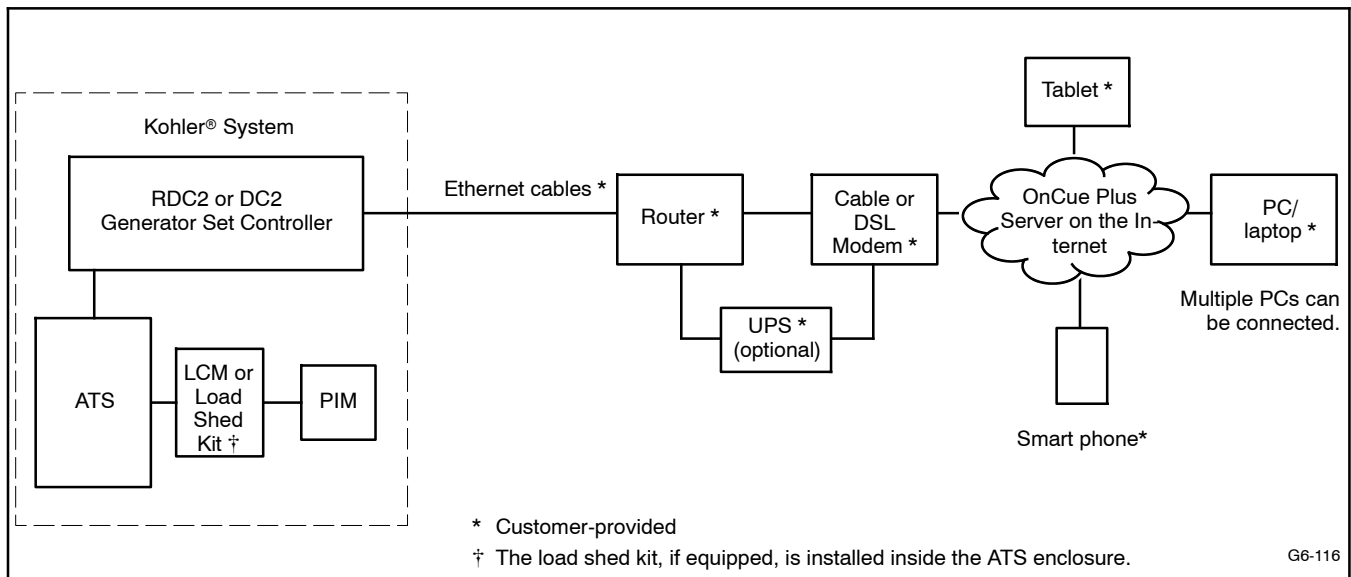 Kohler® System
RDC2 or DC2
Generator Set Controller
ATS
LCM or
Load
Shed
Kit †
PIM
Ethernet cables *
Router *
Cable or
DSL
Modem *
UPS *
(optional)
Tablet *
OnCue Plus
Server on the In-
ternet
PC/
laptop *
Multiple PCs can
be connected.
Smart phone*
* Customer-provided
† The load shed kit, if equipped, is installed inside the ATS enclosure.
G6-116